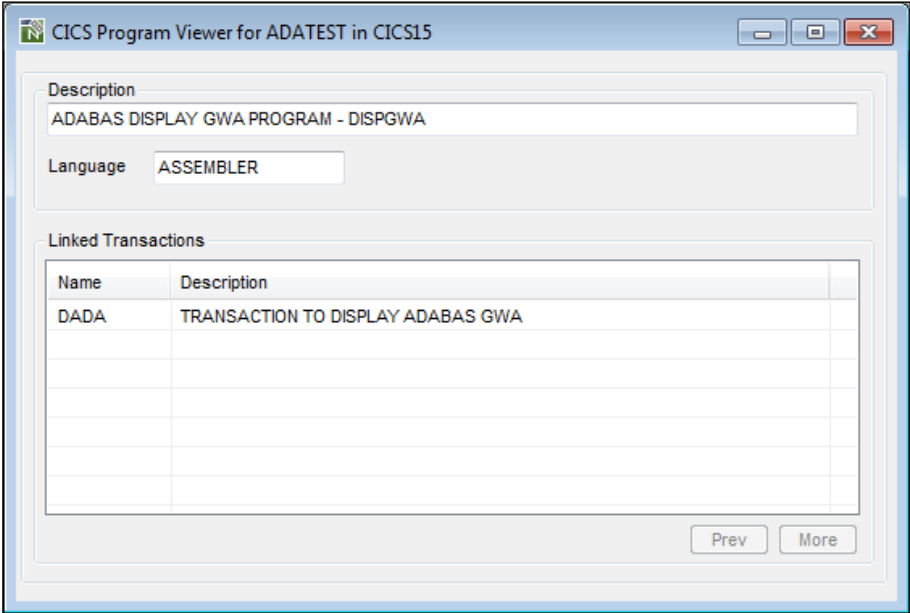 CICS Program Viewer for ADATEST in CICS15
Description
ADABAS DISPLAY GWA PROGRAM - DISPGWA
Language ASSEMBLER
Linked Transactions
Name Description
DADA TRANSACTION TO DISPLAY ADABAS GWA
Prev More